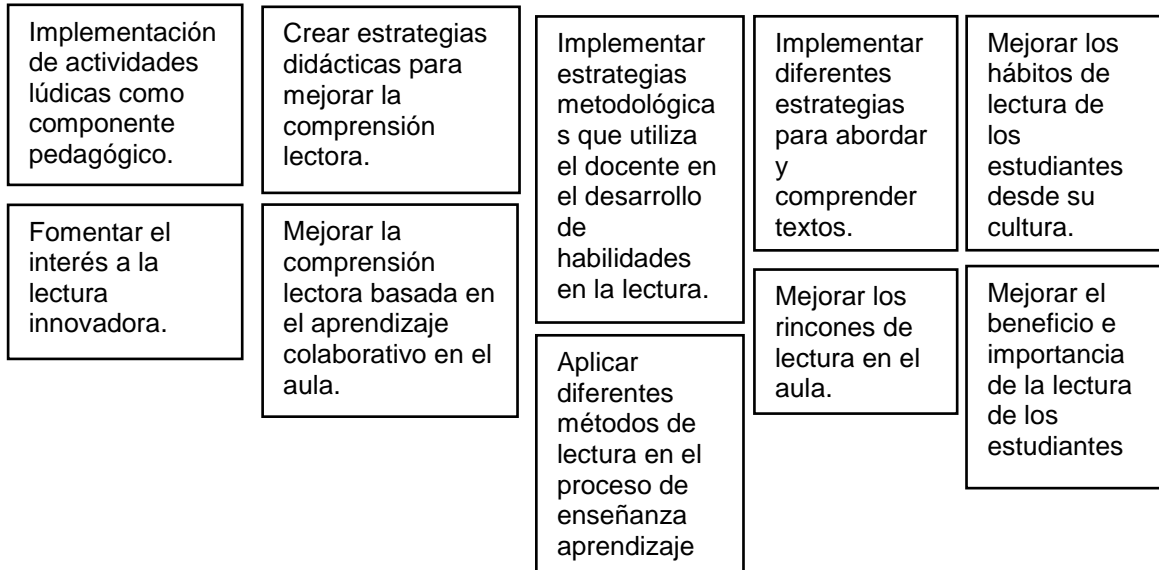 Implementación
de actividades
lúdicas como
componente
pedagógico.
Fomentar el
interés a la
lectura
innovadora.
Crear estrategias
didácticas para
mejorar la
comprensión
lectora.
Mejorar la
comprensión
lectora basada en
el aprendizaje
colaborativo en el
aula.
Implementar
estrategias
metodológica
s que utiliza
el docente en
el desarrollo
de
habilidades
en la lectura.
Aplicar
diferentes
métodos de
lectura en el
proceso de
enseñanza
aprendizaje
Implementar
diferentes
estrategias
para abordar
y
comprender
textos.
Mejorar los
rincones de
lectura en el
aula.
Mejorar los
hábitos de
lectura de
los
estudiantes
desde su
cultura.
Mejorar el
beneficio e
importancia
de la lectura
de los
estudiantes